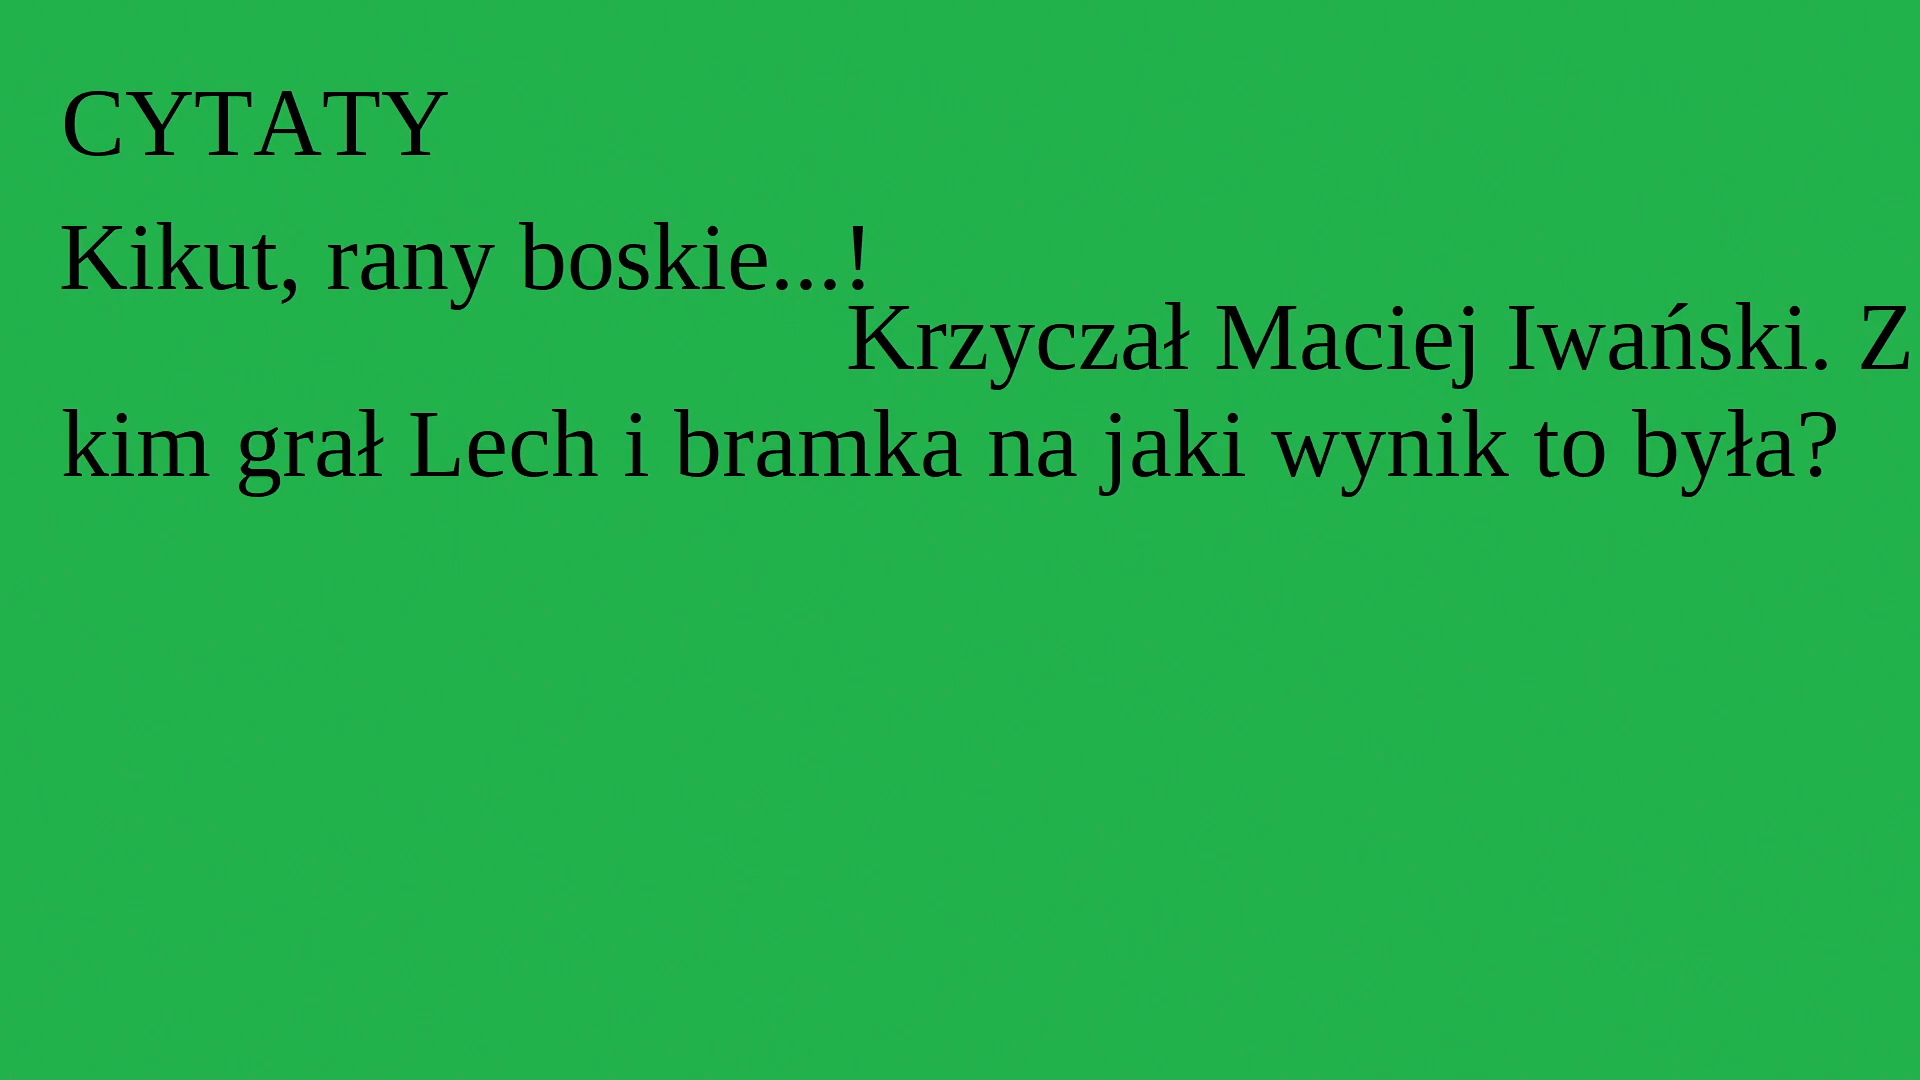 CYTATY
Kikut, rany boskie...!
Krzyczał Maciej Iwański. Z
kim grał Lech i bramka na jaki wynik to była?